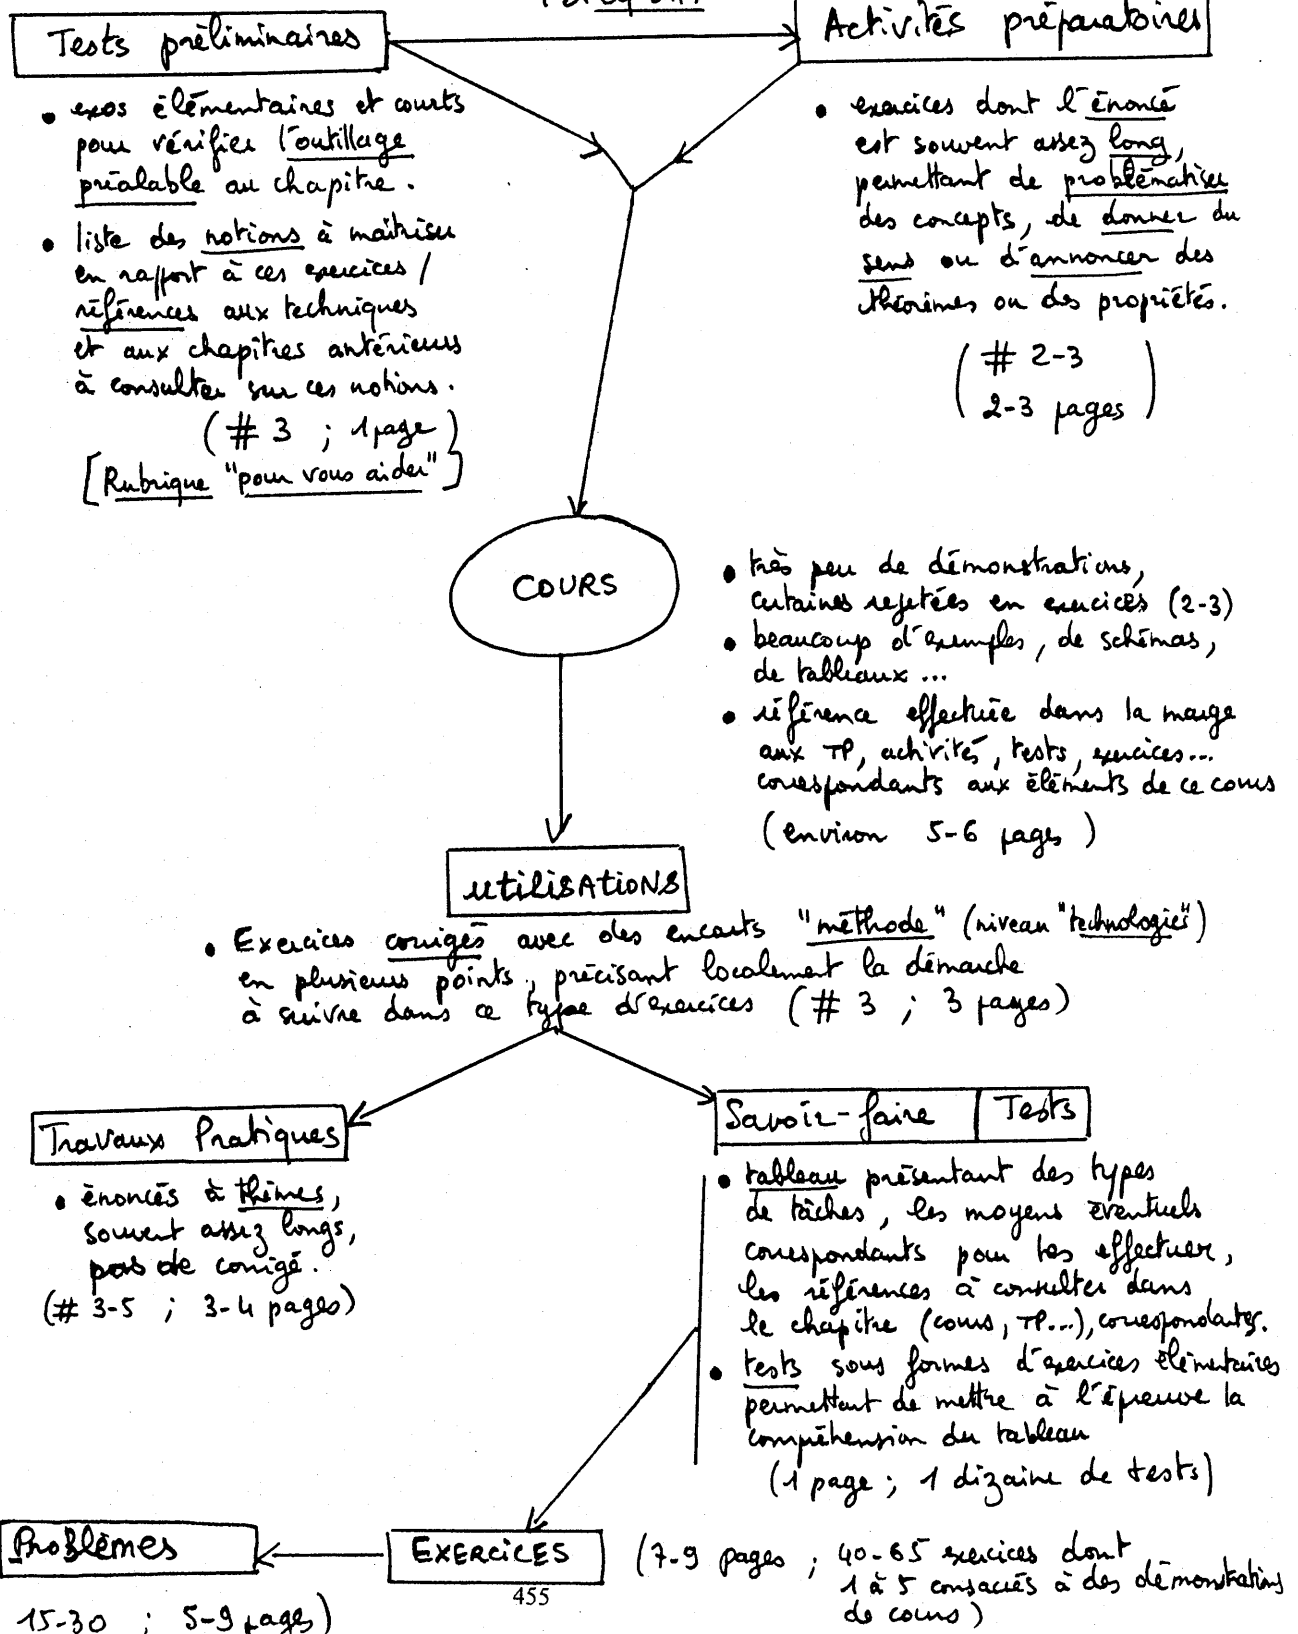 Tests préliminaires
Activités préparatoires
• exos élémentaires et courts
pour vérifier l'outillage
préalable au chapitre.
• liste des notions à maîtriser
en rapport à ces exercices /
références aux techniques
et aux chapitres antérieurs
à consulter sur ces notions.
(# 3 ; 1 page)
[Rubrique "pour vous aider"]
• exercices dont l'énoncé
est souvent assez long,
permettant de problématiser
des concepts, de donner du
sens ou d'annoncer des
théorèmes ou des propriétés.
(# 2-3
2-3 pages)
COURS
• très peu de démonstrations,
certaines rejetées en exercices (2-3)
• beaucoup d'exemples, de schémas,
de tableaux ...
• référence effectuée dans la marge
aux TP, activités, tests, exercices...
correspondants aux éléments de ce cours
(environ 5-6 pages)
utilisATioNS
• Exercices corrigés avec des encarts "méthode" (niveau "technologie")
en plusieurs points, précisant localement la démarche
à suivre dans ce type d'exercices (# 3 ; 3 pages)
Travaux Pratiques
• énoncés à thèmes,
souvent assez longs,
pas de corrigé.
(# 3-5 ; 3-4 pages)
Savoir-faire | Tests
• tableau présentant des types
de tâches, les moyens éventuels
correspondants pour les effectuer,
les références à consulter dans
le chapitre (cours, TP...), correspondantes.
• tests sous formes d'exercices élémentaires
permettant de mettre à l'épreuve la
compréhension du tableau
(1 page ; 1 dizaine de tests)
Problèmes
15-30 ; 5-9 pages)
EXERCICES
(7-9 pages ; 40-65 exercices dont
1 à 5 consacrés à des démonstrations
de cours)
455